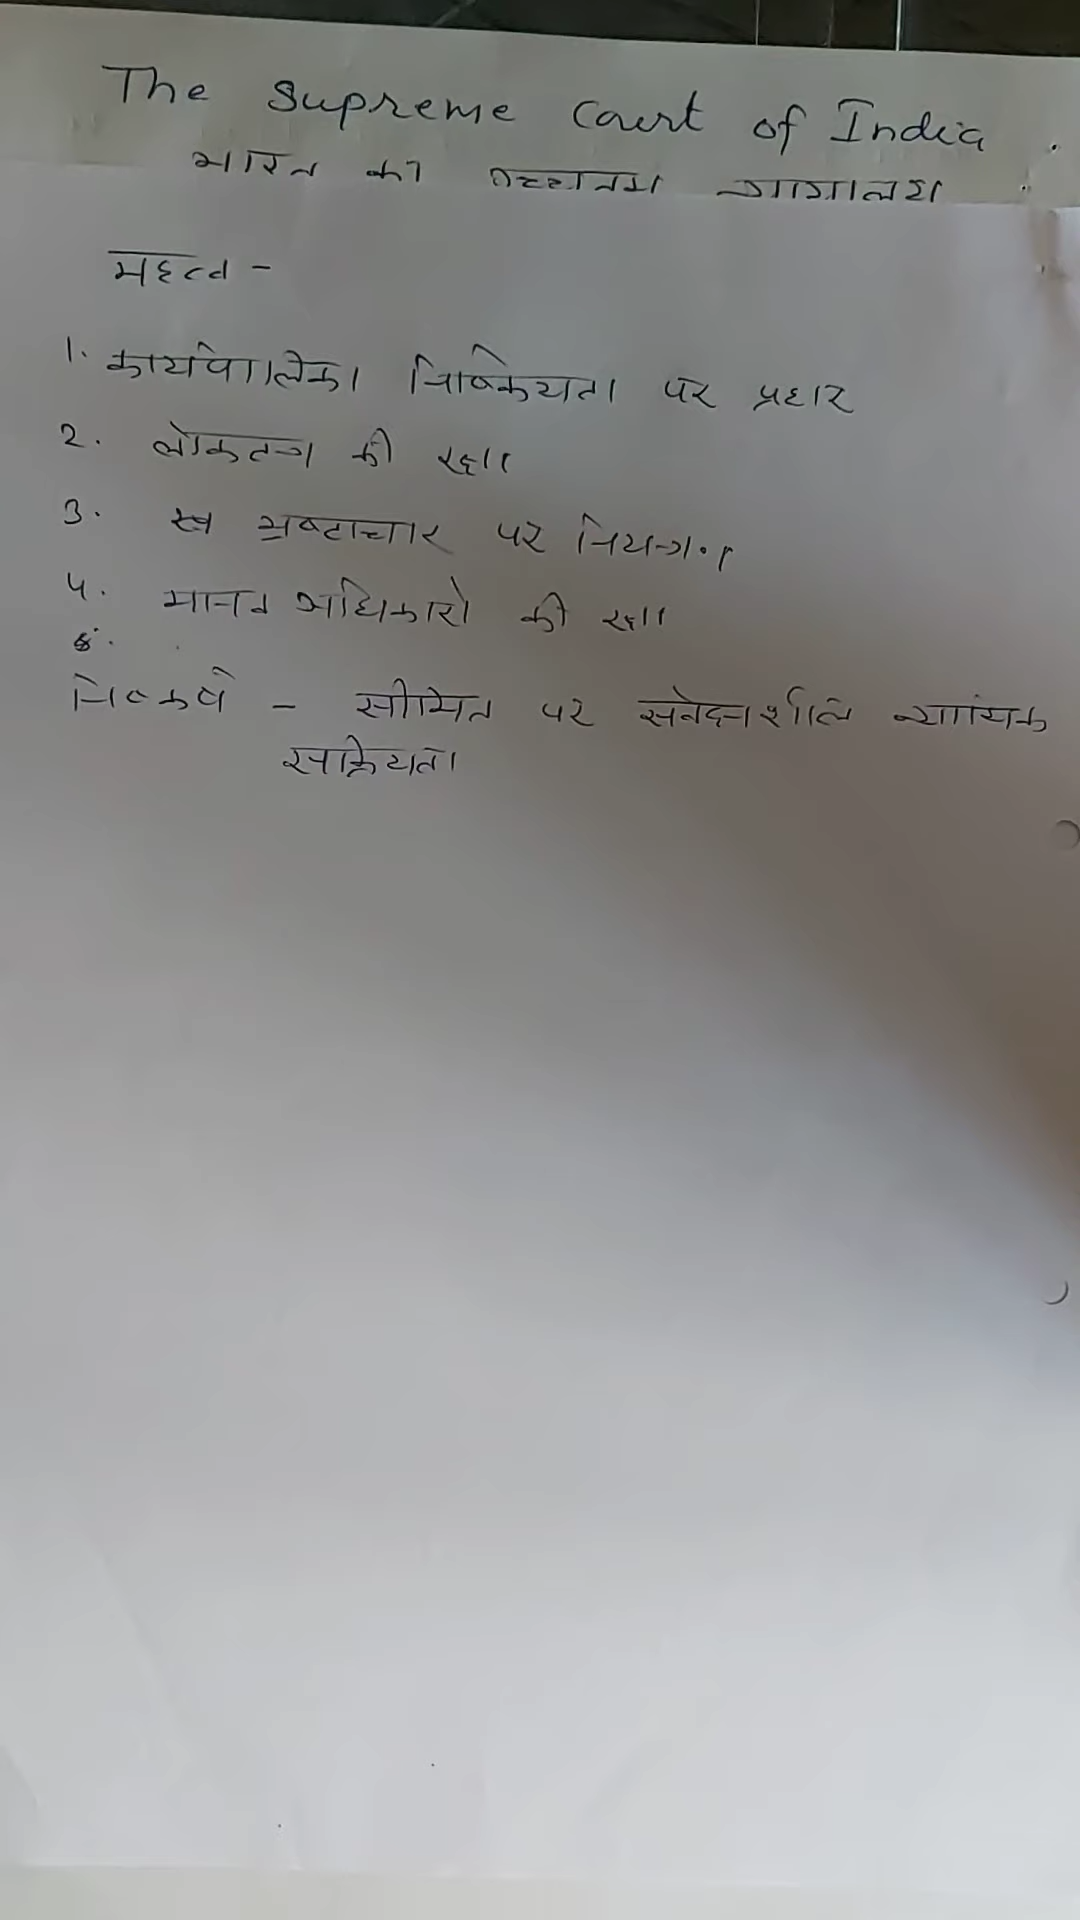 The Supreme Court of India .
भारत का उच्चतम न्यायालय .
महत्व -
1. कार्यपालिका निष्क्रियता पर प्रहार
2. लोकतन्त्र की रक्षा
3. भ्रष्टाचार पर नियन्त्रण
4. मानव अधिकारो की रक्षा
निष्कर्ष - सीमित पर संवेदनशील न्यायिक
सक्रियता